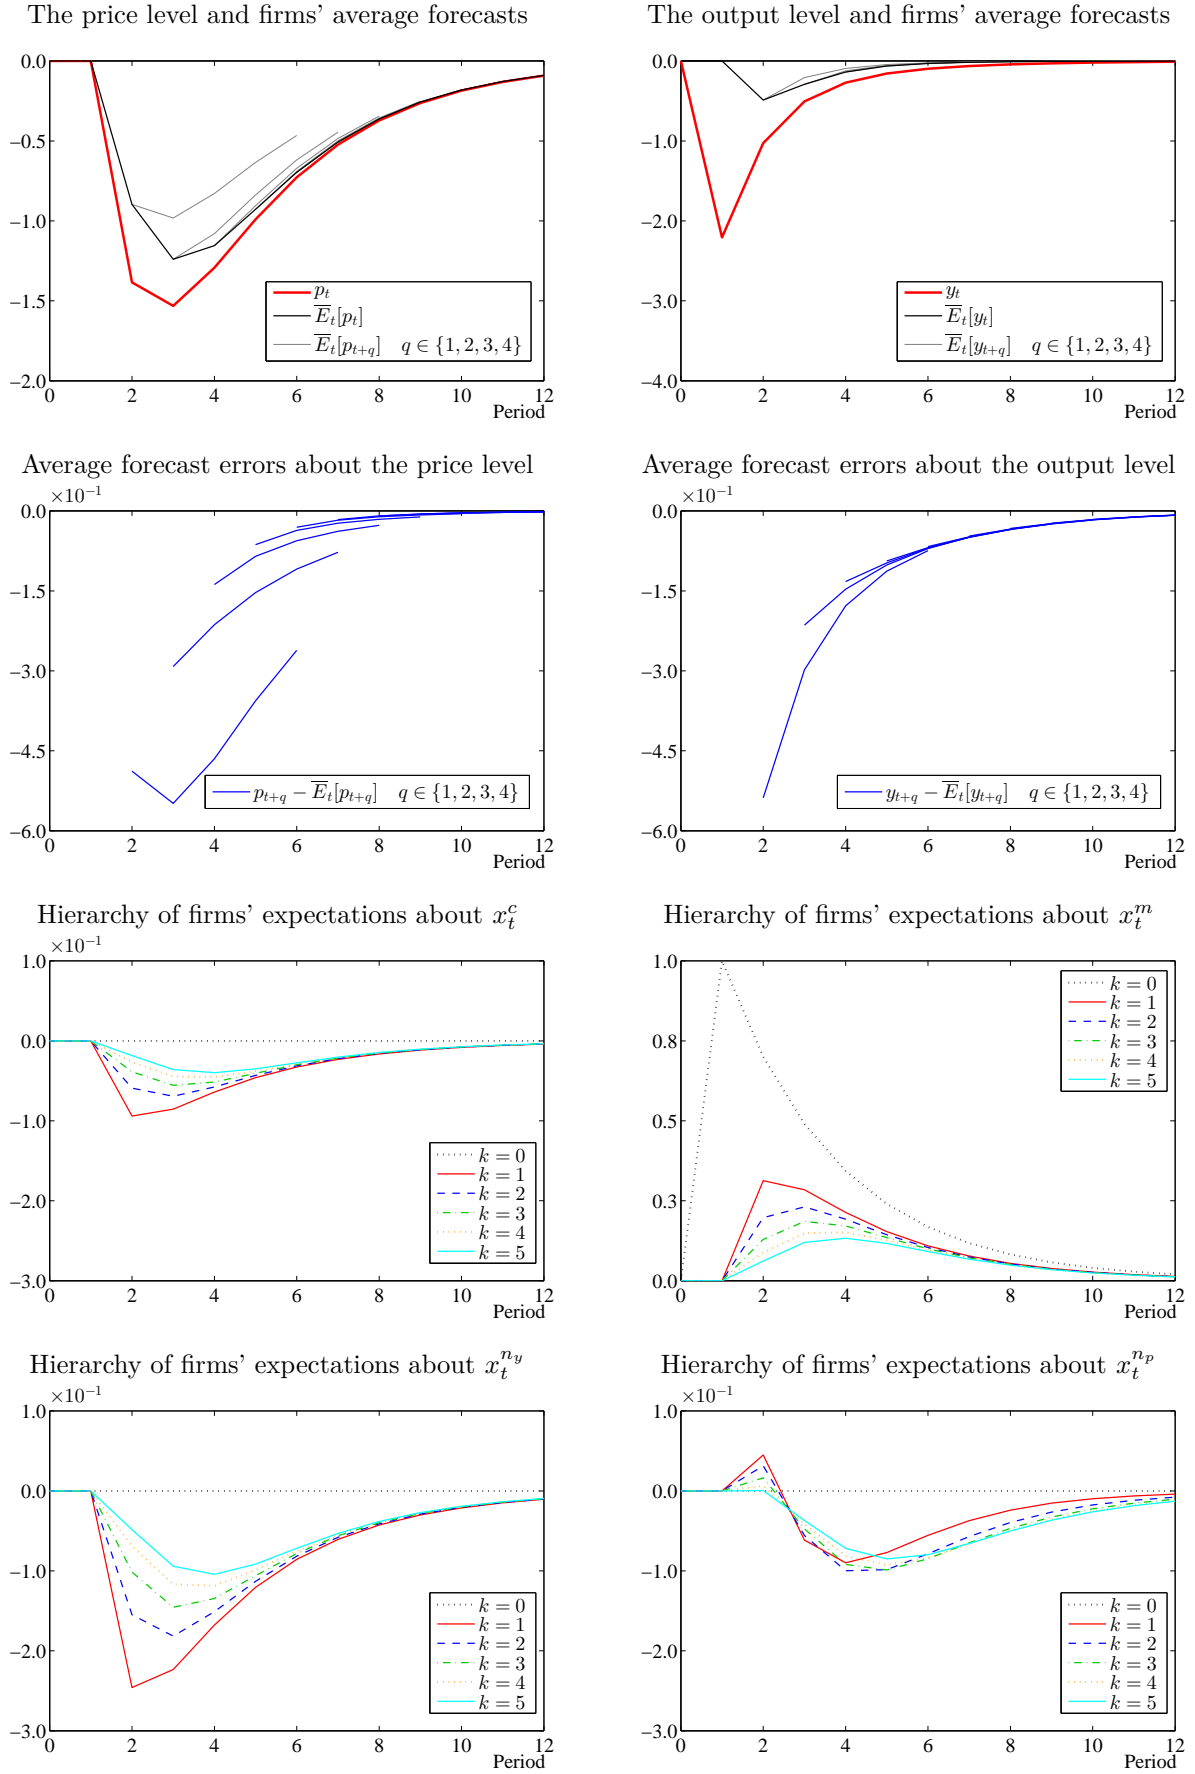 The price level and firms' average forecasts
0.0
−0.5
−1.0
−1.5
−2.0
0 2 4 6 8 10 12
Period
p_t
E̅_t[p_t]
E̅_t[p_{t+q}] q ∈ {1, 2, 3, 4}
The output level and firms' average forecasts
0.0
−1.0
−2.0
−3.0
−4.0
0 2 4 6 8 10 12
Period
y_t
E̅_t[y_t]
E̅_t[y_{t+q}] q ∈ {1, 2, 3, 4}
Average forecast errors about the price level
×10⁻¹
0.0
−1.5
−3.0
−4.5
−6.0
0 2 4 6 8 10 12
Period
p_{t+q} − E̅_t[p_{t+q}] q ∈ {1, 2, 3, 4}
Average forecast errors about the output level
×10⁻¹
0.0
−1.5
−3.0
−4.5
−6.0
0 2 4 6 8 10 12
Period
y_{t+q} − E̅_t[y_{t+q}] q ∈ {1, 2, 3, 4}
Hierarchy of firms' expectations about x_t^c
×10⁻¹
1.0
0.0
−1.0
−2.0
−3.0
0 2 4 6 8 10 12
Period
k = 0
k = 1
k = 2
k = 3
k = 4
k = 5
Hierarchy of firms' expectations about x_t^m
1.0
0.8
0.5
0.3
0.0
0 2 4 6 8 10 12
Period
k = 0
k = 1
k = 2
k = 3
k = 4
k = 5
Hierarchy of firms' expectations about x_t^{n_y}
×10⁻¹
1.0
0.0
−1.0
−2.0
−3.0
0 2 4 6 8 10 12
Period
k = 0
k = 1
k = 2
k = 3
k = 4
k = 5
Hierarchy of firms' expectations about x_t^{n_p}
×10⁻¹
1.0
0.0
−1.0
−2.0
−3.0
0 2 4 6 8 10 12
Period
k = 0
k = 1
k = 2
k = 3
k = 4
k = 5